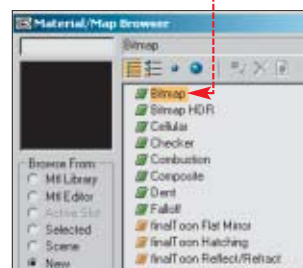 Material/Map Browser
Bitmap
Bitmap
Bitmap HDR
Cellular
Checker
Combustion
Composite
Dent
Falloff
finalToon Flat Mirror
finalToon Hatching
finalToon Reflect/Refract
Browse From:
Mtl Library
Mtl Editor
Active Slot
Selected
Scene
New